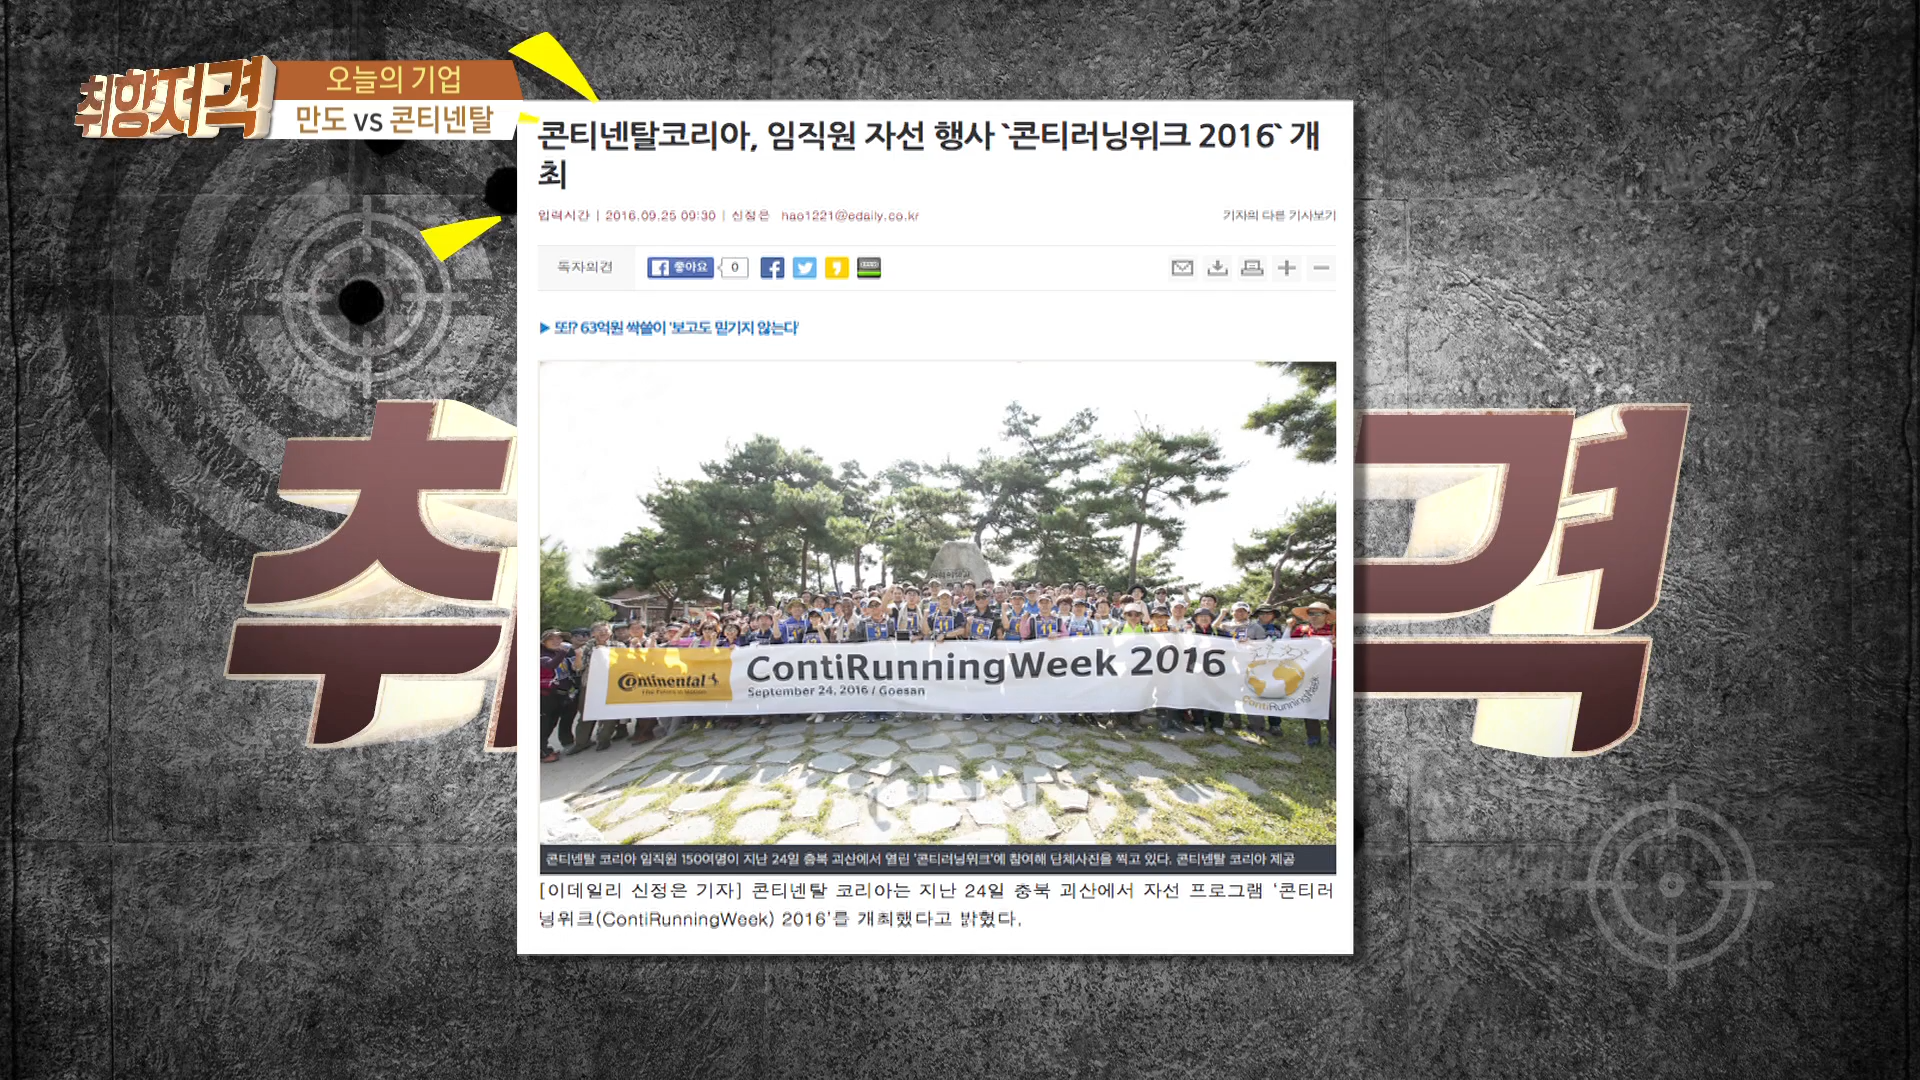 취향저격
오늘의 기업
만도 vs 콘티넨탈
콘티넨탈코리아, 임직원 자선 행사 `콘티러닝위크 2016` 개
최
입력시간 | 2016.09.25 09:30 | 신정은 hao1221@edaily.co.kr
기자의 다른 기사보기
독자의견
좋아요
0
▶ 또!? 63억원 싹쓸이 '보고도 믿기지 않는다'
Continental
The Future in Motion
ContiRunningWeek 2016
September 24, 2016 / Goesan
ContiRunningWeek
콘티넨탈 코리아 임직원 150여명이 지난 24일 충북 괴산에서 열린 '콘티러닝위크'에 참여해 단체사진을 찍고 있다. 콘티넨탈 코리아 제공
[이데일리 신정은 기자] 콘티넨탈 코리아는 지난 24일 충북 괴산에서 자선 프로그램 '콘티러
닝위크(ContiRunningWeek) 2016'를 개최했다고 밝혔다.
격